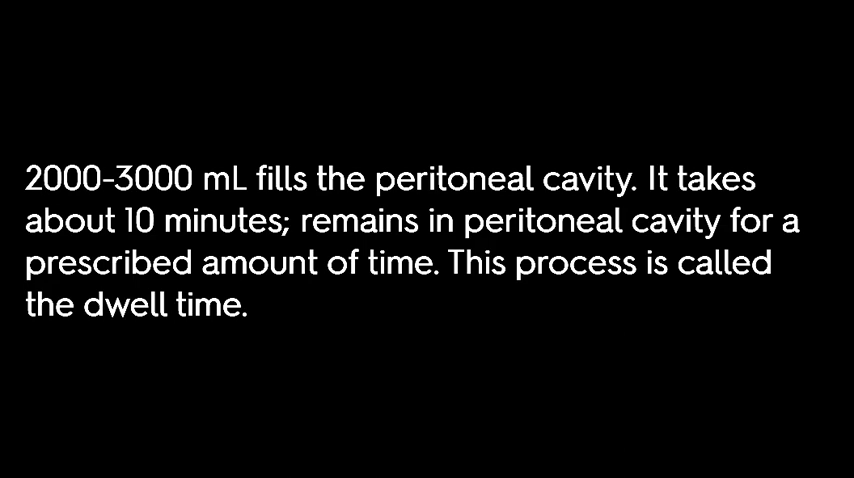 2000-3000 mL fills the peritoneal cavity. It takes
about 10 minutes; remains in peritoneal cavity for a
prescribed amount of time. This process is called
the dwell time.